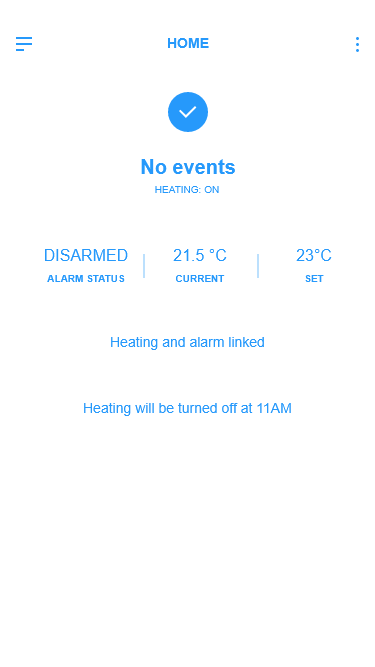 HOME
No events
HEATING: ON
DISARMED 21.5 °C 23°C
ALARM STATUS CURRENT SET
Heating and alarm linked
Heating will be turned off at 11AM